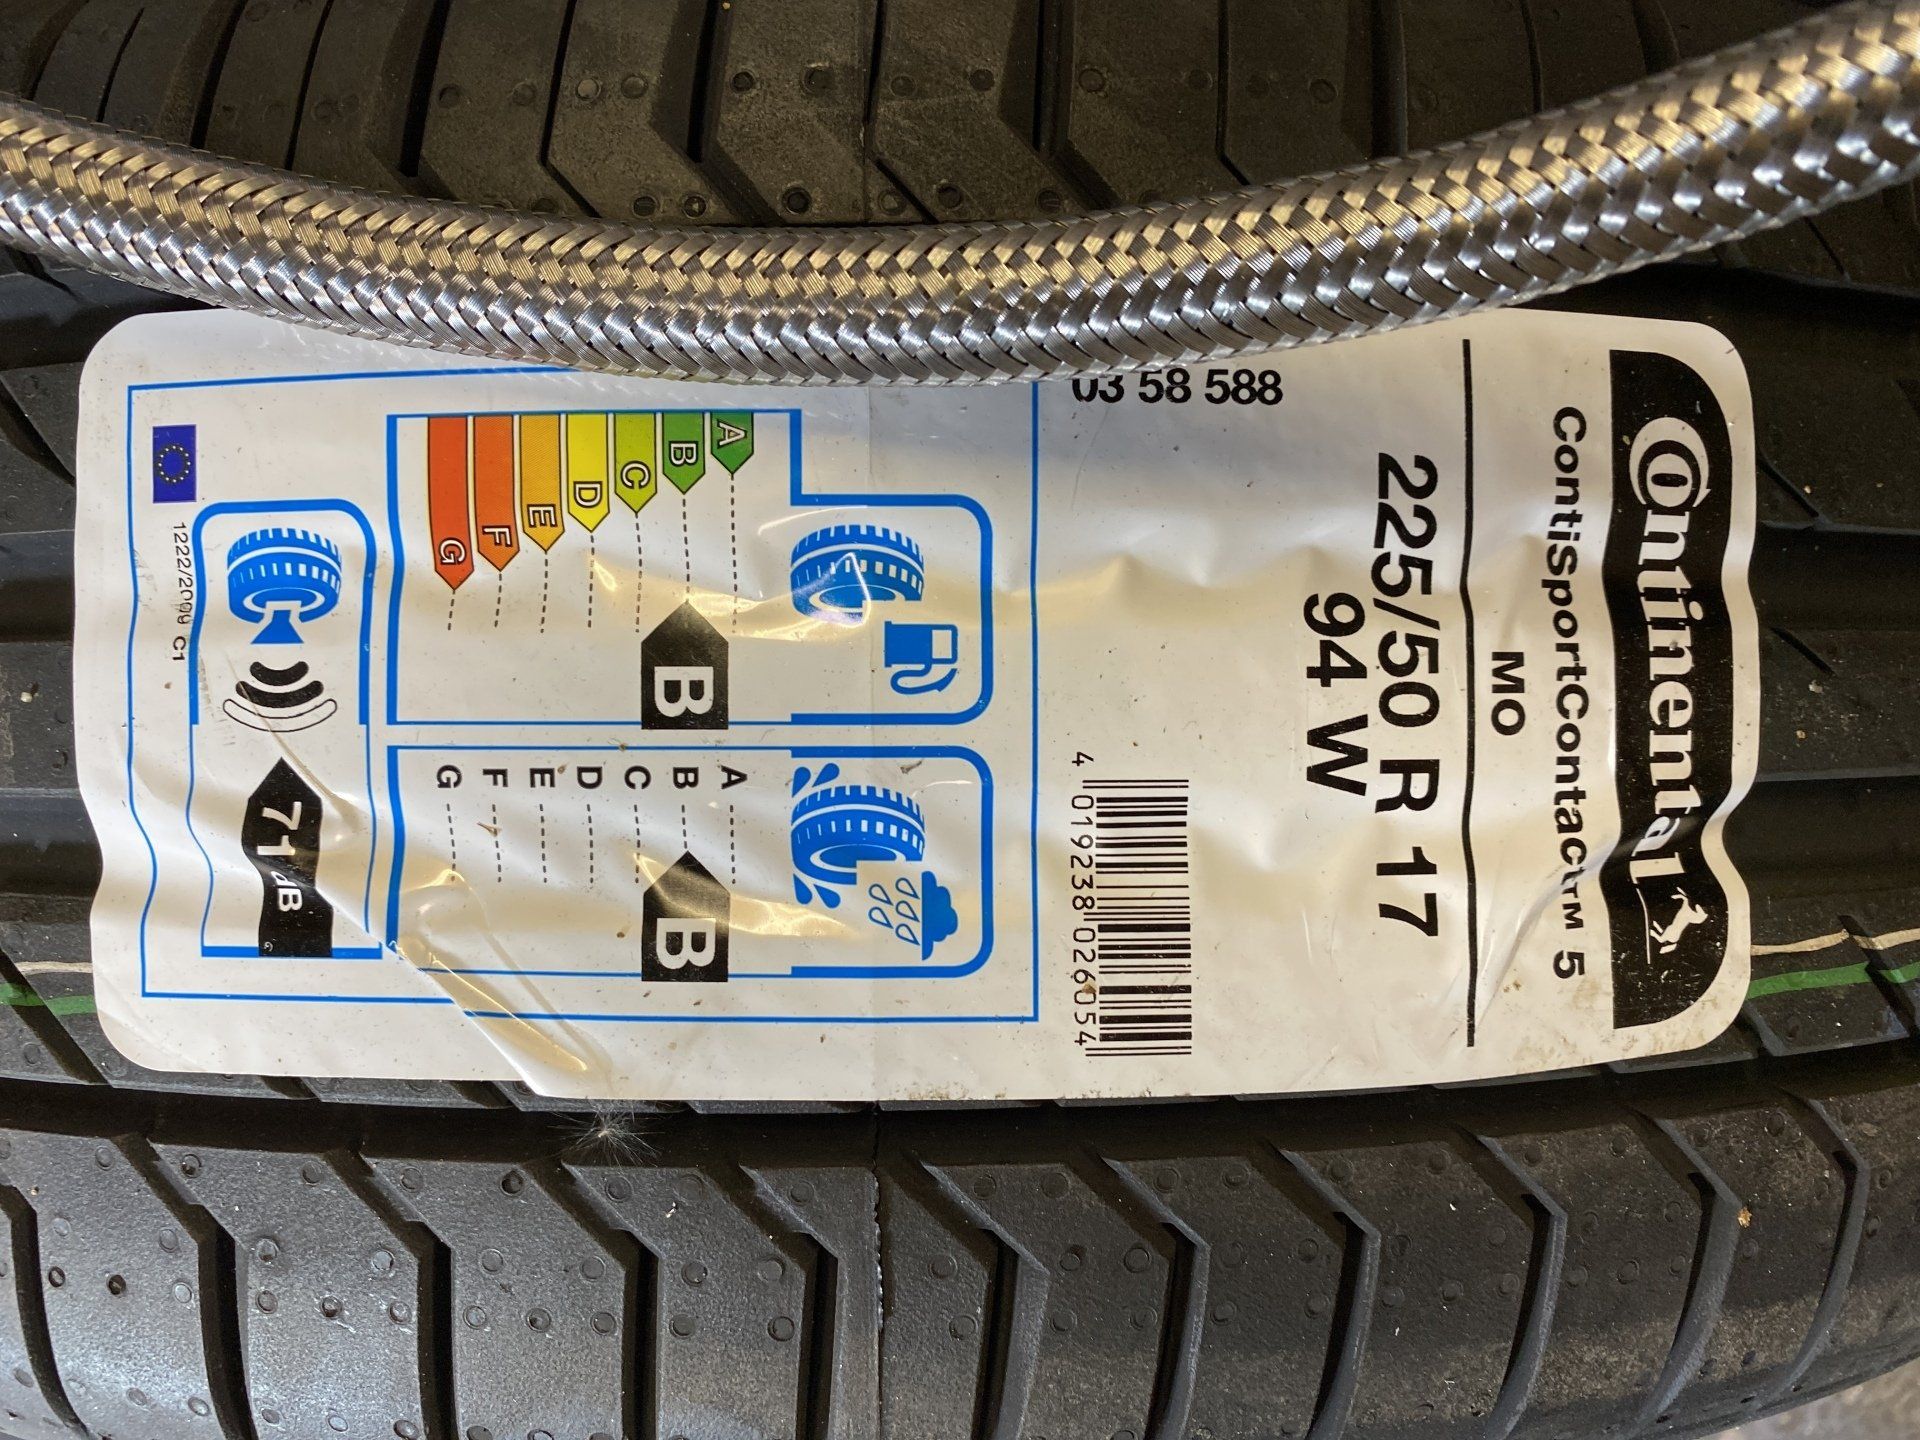 Continental
ContiSportContact™ 5
MO
225/50 R 17
94 W
03 58 588
4 019238 026054
A
B
C
D
E
F
G
B
A
B
C
D
E
F
G
B
71 dB
1222/2009 C1